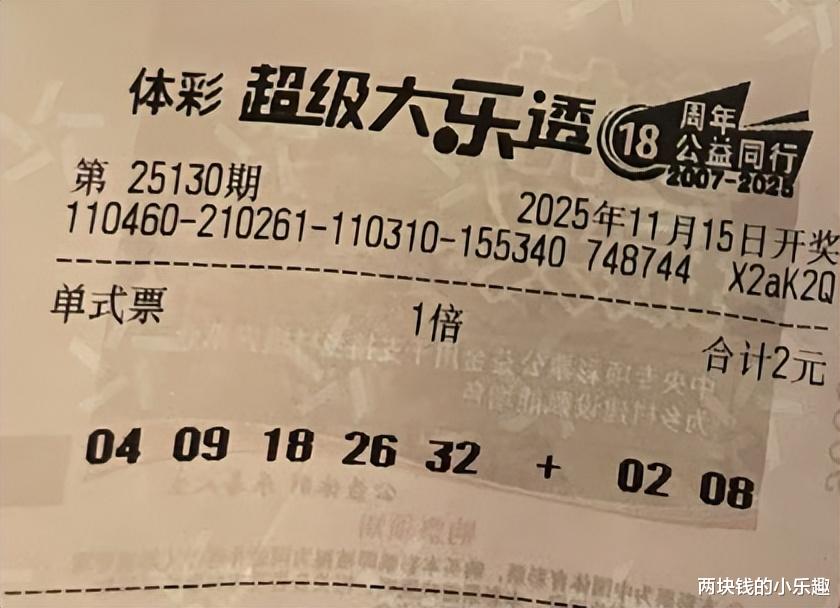 体彩 超级大乐透 18周年 公益同行 2007-2025
第 25130期 2025年11月15日开奖
110460-210261-110310-155340 748744 X2aK2Q
单式票 1倍 合计2元
04 09 18 26 32 + 02 08
两块钱的小乐趣